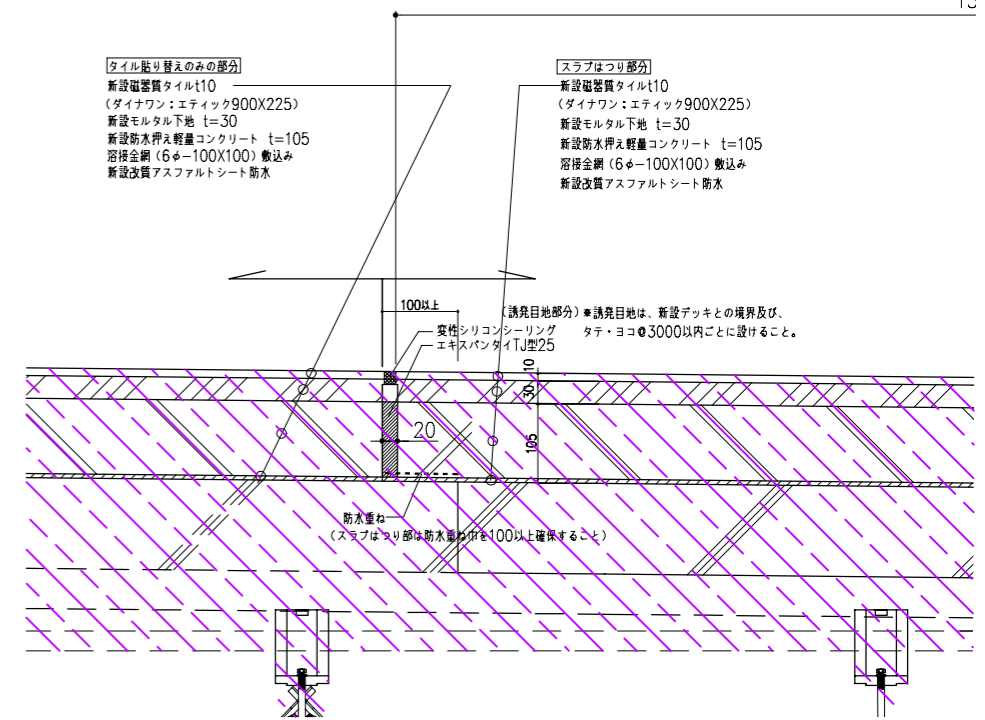 タイル貼り替えのみの部分
新設磁器質タイルt10
(ダイナワン：エティック900X225)
新設モルタル下地 t=30
新設防水押え軽量コンクリート t=105
溶接金網(6φ-100X100)敷込み
新設改質アスファルトシート防水
スラブはつり部分
新設磁器質タイルt10
(ダイナワン：エティック900X225)
新設モルタル下地 t=30
新設防水押え軽量コンクリート t=105
溶接金網(6φ-100X100)敷込み
新設改質アスファルトシート防水
100以上
(誘発目地部分)
※誘発目地は、新設デッキとの境界及び、
タテ・ヨコ@3000以内ごとに設けること。
変性シリコンシーリング
エキスパンタイTJ型25
10
30
105
20
防水重ね
(スラブはつり部は防水重ね巾を100以上確保すること)